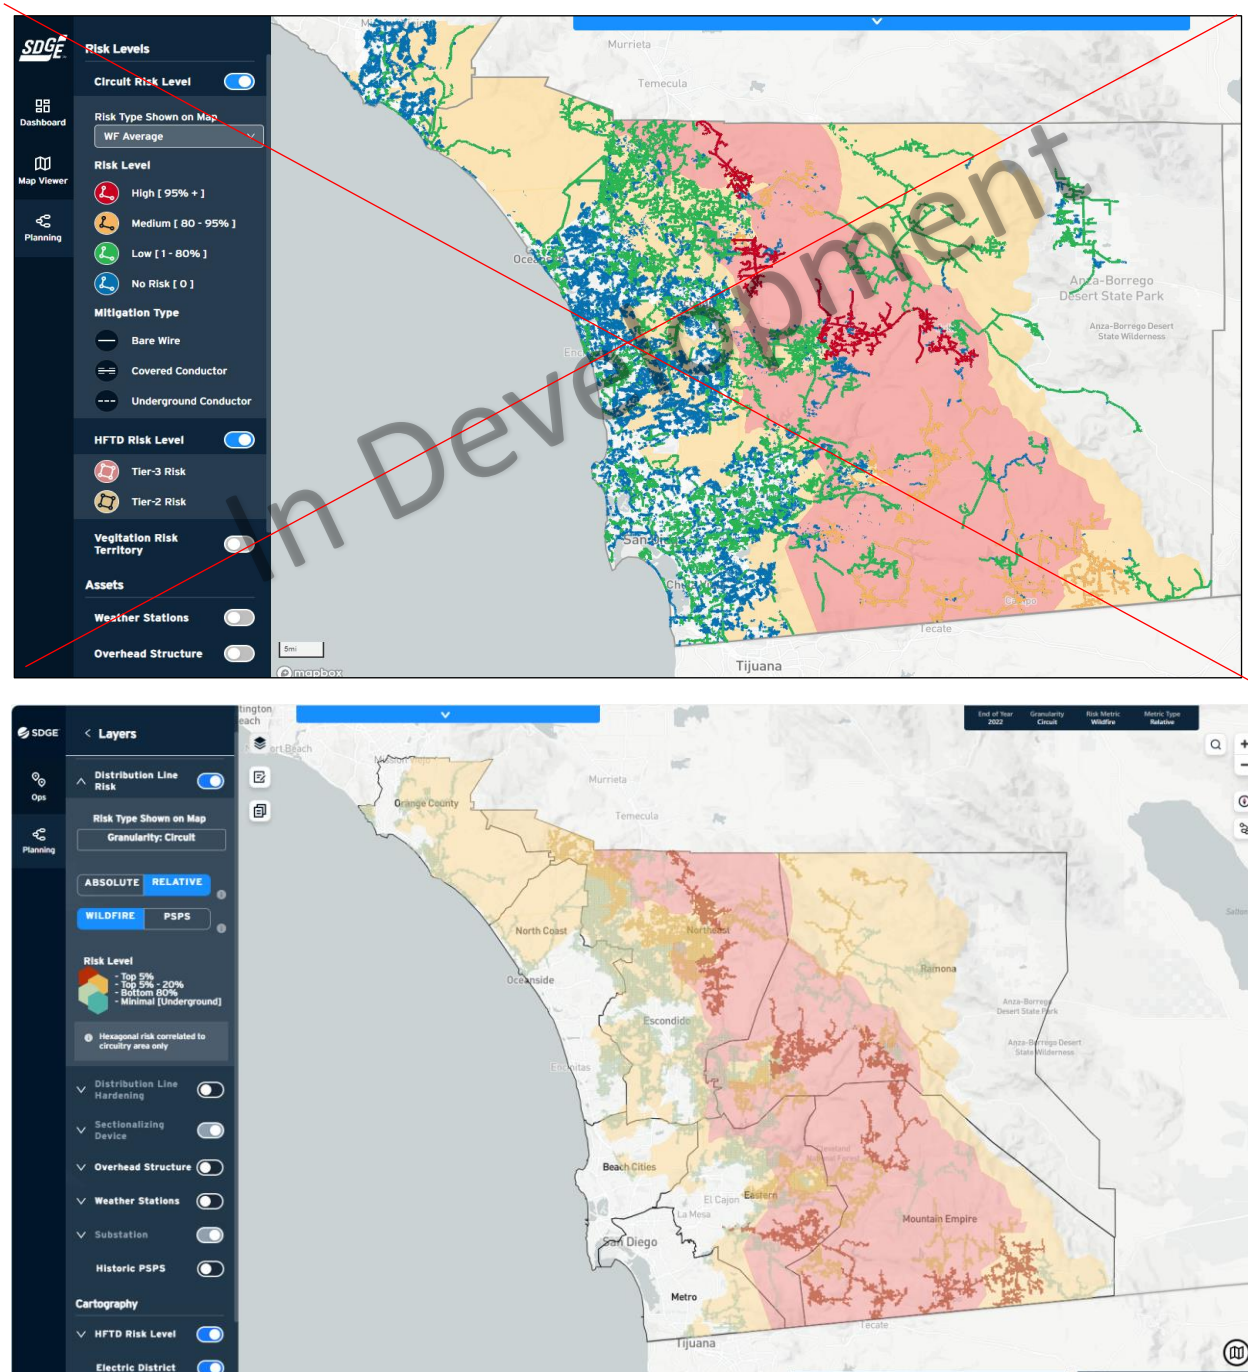 SDGE
Dashboard
Map Viewer
Planning
Risk Levels
Circuit Risk Level
Risk Type Shown on Map
WF Average
Risk Level
High [ 95% + ]
Medium [ 80 - 95% ]
Low [ 1 - 80% ]
No Risk [ 0 ]
Mitigation Type
Bare Wire
Covered Conductor
Underground Conductor
HFTD Risk Level
Tier-3 Risk
Tier-2 Risk
Vegitation Risk
Territory
Assets
Weather Stations
Overhead Structure
Murrieta
Temecula
Anza-Borrego
Desert State Park
Anza-Borrego Desert
State Wilderness
Tecate
Tijuana
5mi
mapbox
In Development
SDGE
Ops
Planning
< Layers
Distribution Line
Risk
Risk Type Shown on Map
Granularity: Circuit
ABSOLUTE RELATIVE
WILDFIRE PSPS
Risk Level
- Top 5%
- Top 5% - 20%
- Bottom 80%
- Minimal [Underground]
Hexagonal risk correlated to
circuitry area only
Distribution Line
Hardening
Sectionalizing
Device
Overhead Structure
Weather Stations
Substation
Historic PSPS
Cartography
HFTD Risk Level
Electric District
End of Year
2022
Granularity
Circuit
Risk Metric
Wildfire
Metric Type
Relative
Orange County
Murrieta
Temecula
North Coast
Northeast
Oceanside
Ramona
Escondido
Anza-Borrego
Desert State Park
Anza-Borrego Desert
State Wilderness
Encinitas
Beach Cities
El Cajon
Eastern
La Mesa
Mountain Empire
San Diego
Metro
Tecate
Tijuana